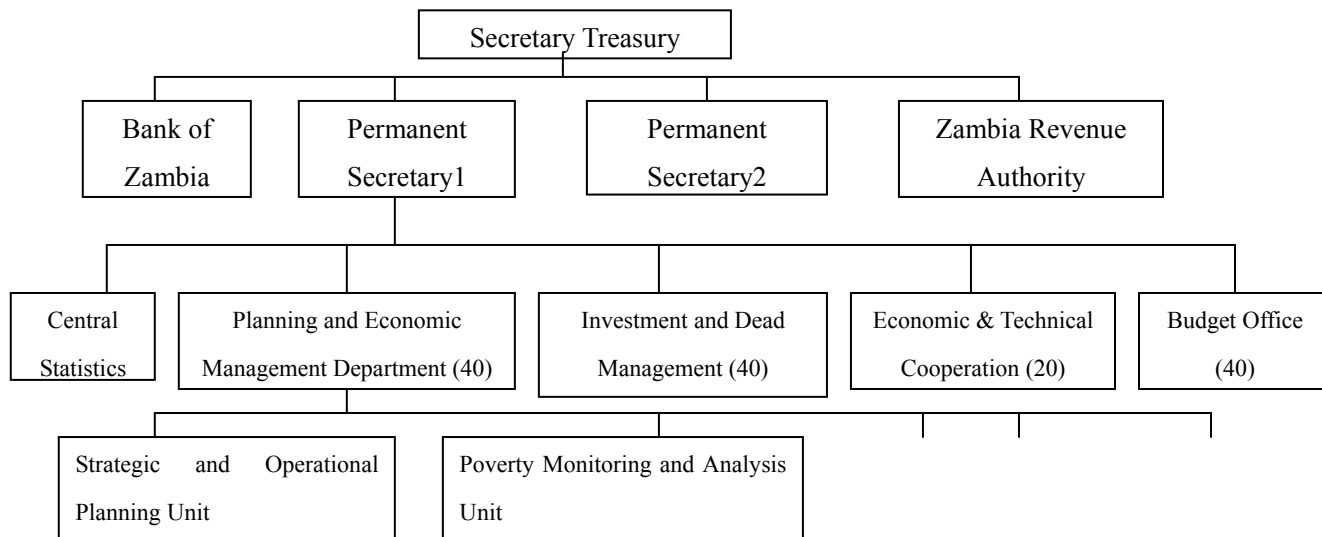 Secretary Treasury
Bank of
Zambia
Permanent
Secretary1
Permanent
Secretary2
Zambia Revenue
Authority
Central
Statistics
Planning and Economic
Management Department (40)
Investment and Dead
Management (40)
Economic & Technical
Cooperation (20)
Budget Office
(40)
Strategic and Operational
Planning Unit
Poverty Monitoring and Analysis
Unit